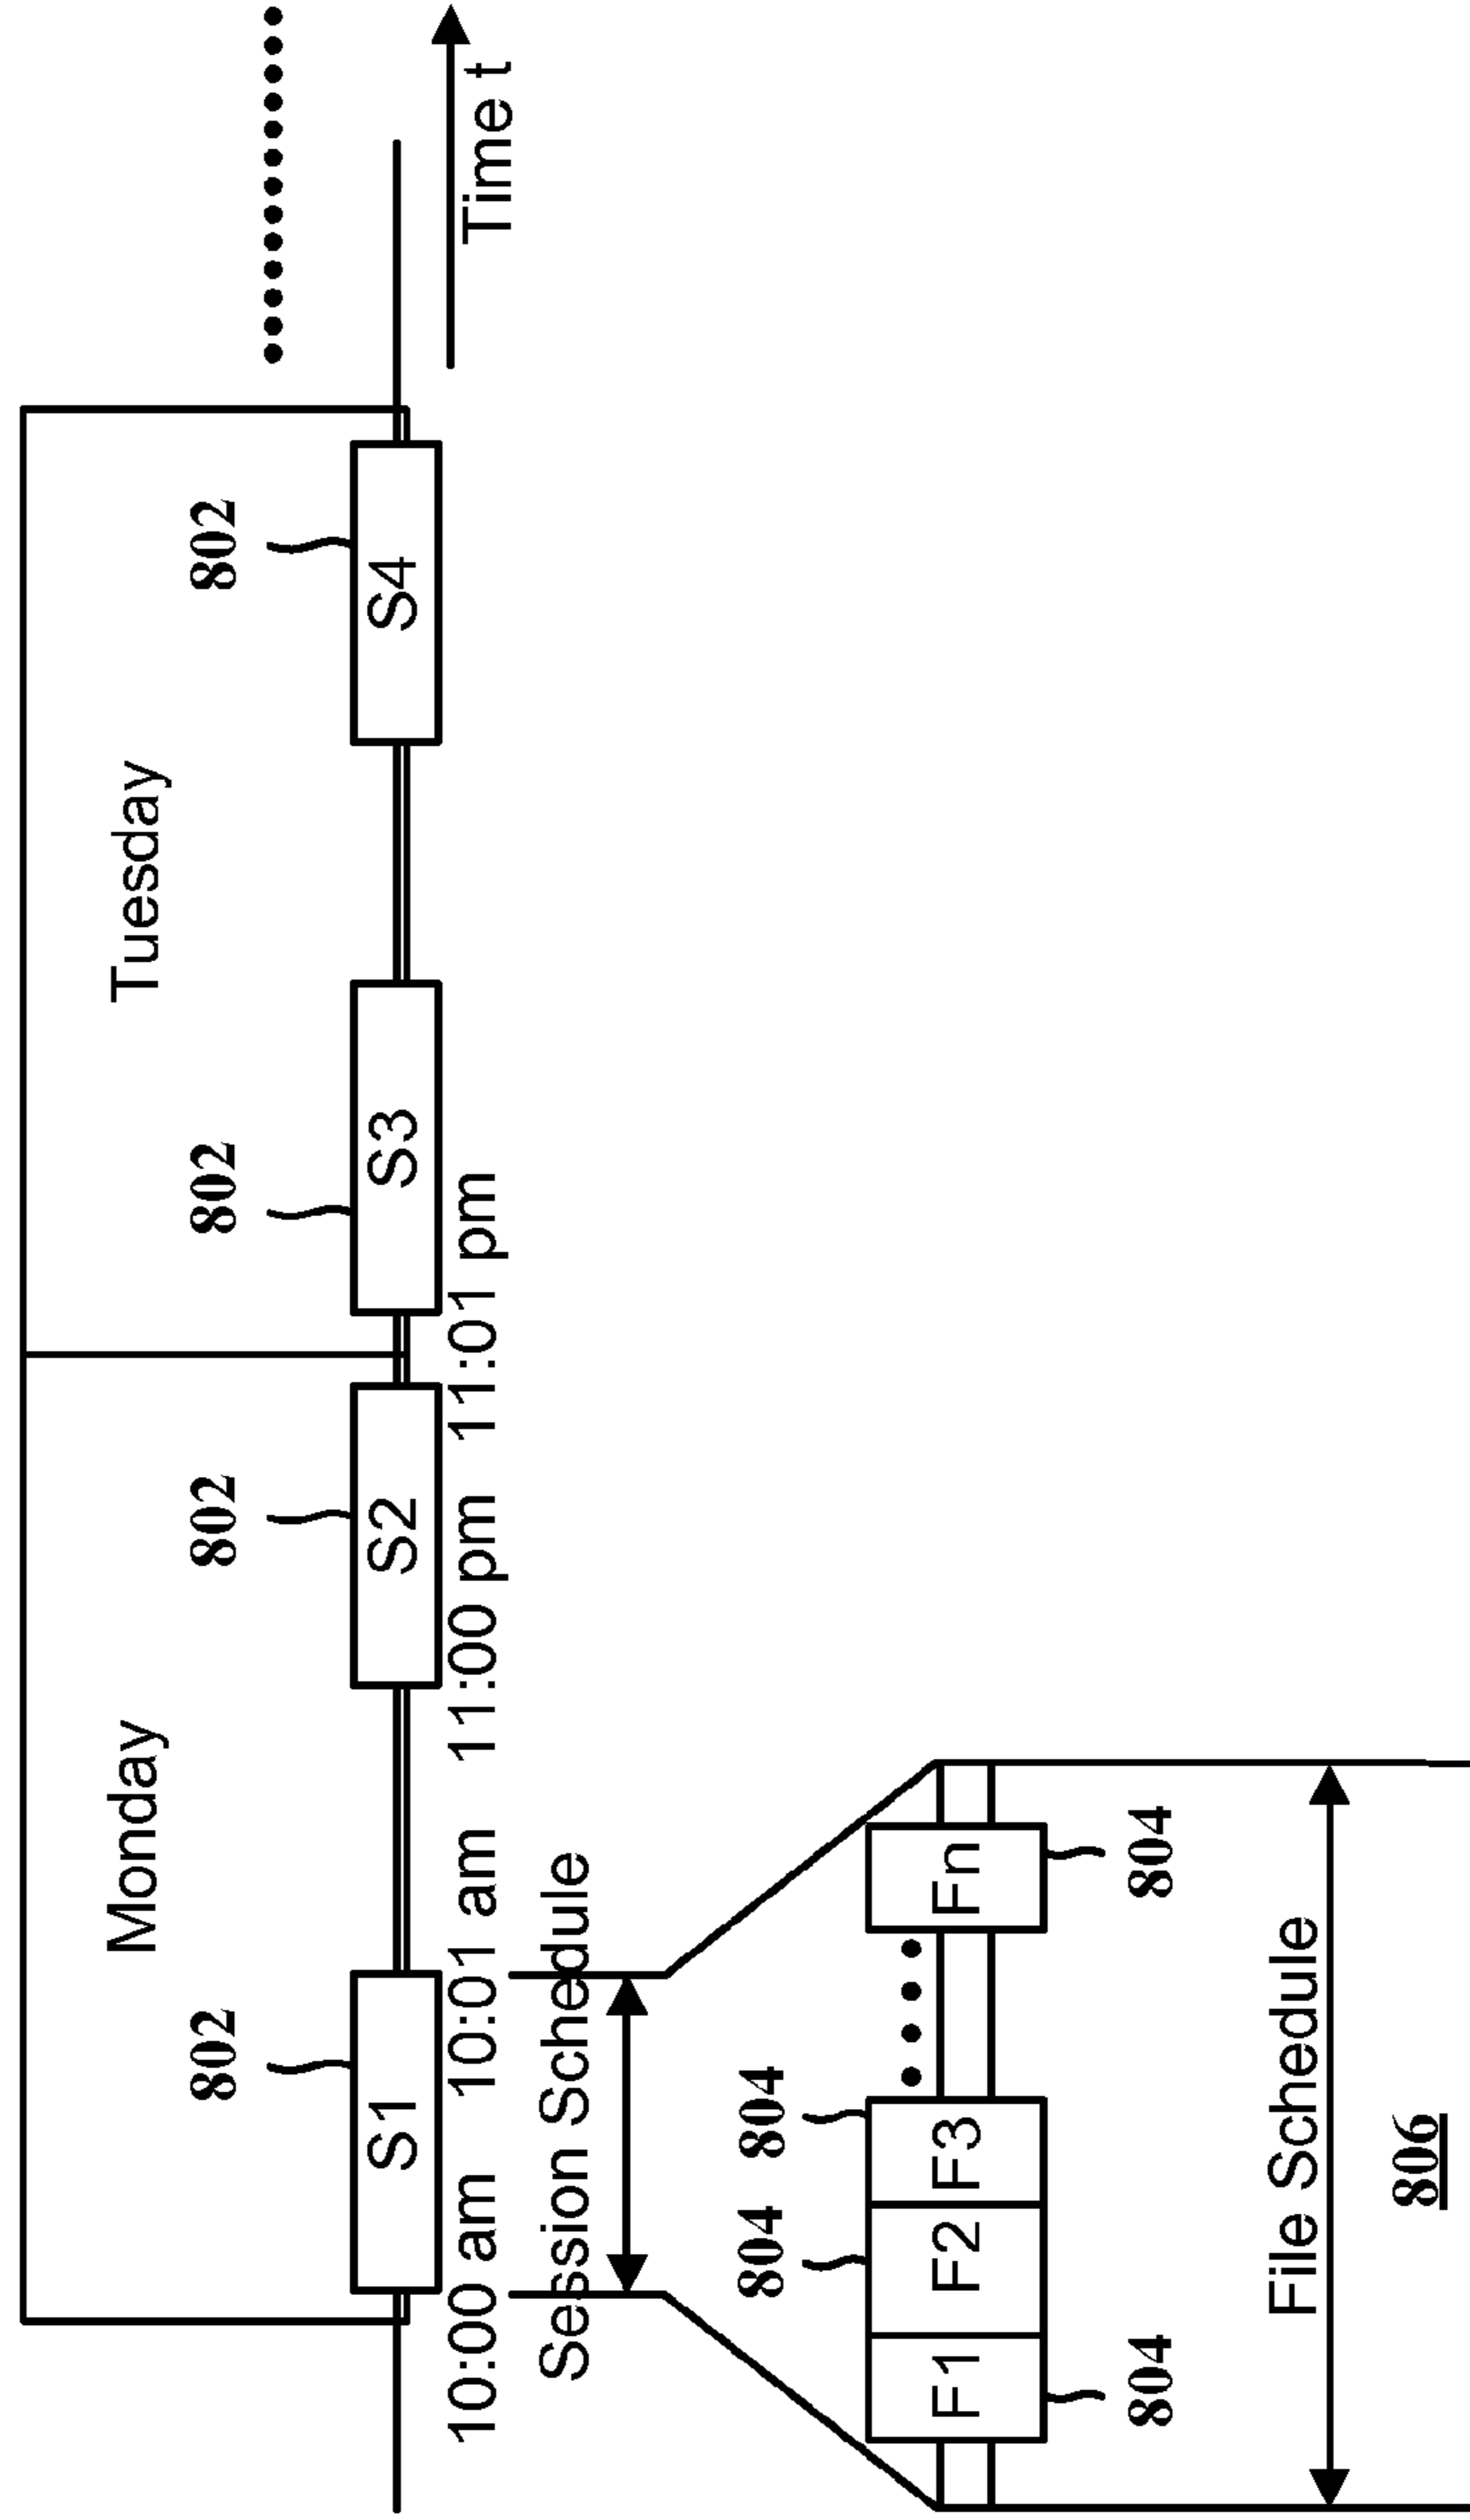 Monday Tuesday
802 802 802 802
S1 S2 S3 S4
10:00 am 10:01 am 11:00 pm 11:01 pm
Time t
Session Schedule
804 804
F1 F2 F3 Fn
804 804
File Schedule
806